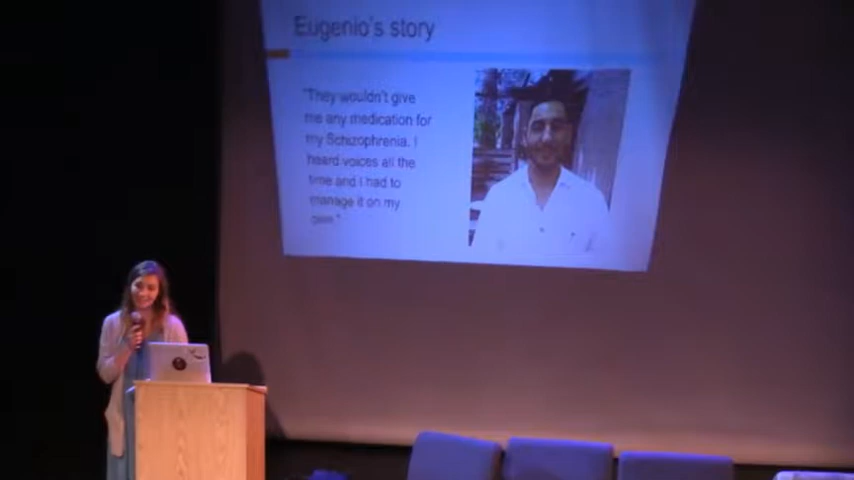 Eugenio's story
"They wouldn't give
me any medication for
my Schizophrenia. I
heard voices all the
time and I had to
manage it on my
own."